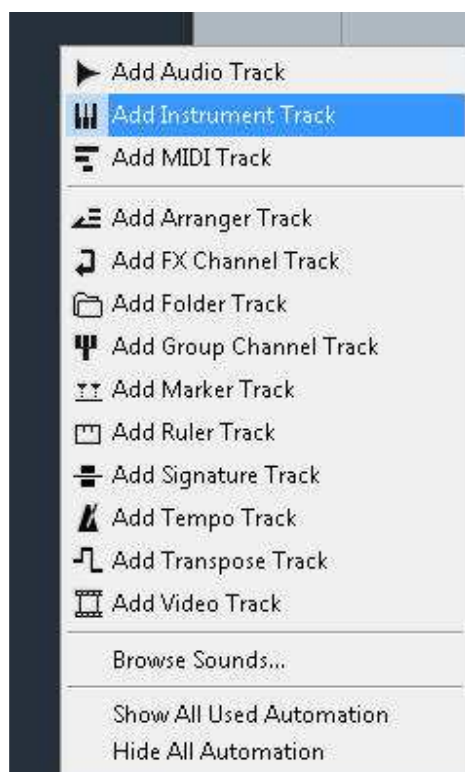 Add Audio Track
Add Instrument Track
Add MIDI Track
Add Arranger Track
Add FX Channel Track
Add Folder Track
Add Group Channel Track
Add Marker Track
Add Ruler Track
Add Signature Track
Add Tempo Track
Add Transpose Track
Add Video Track
Browse Sounds...
Show All Used Automation
Hide All Automation